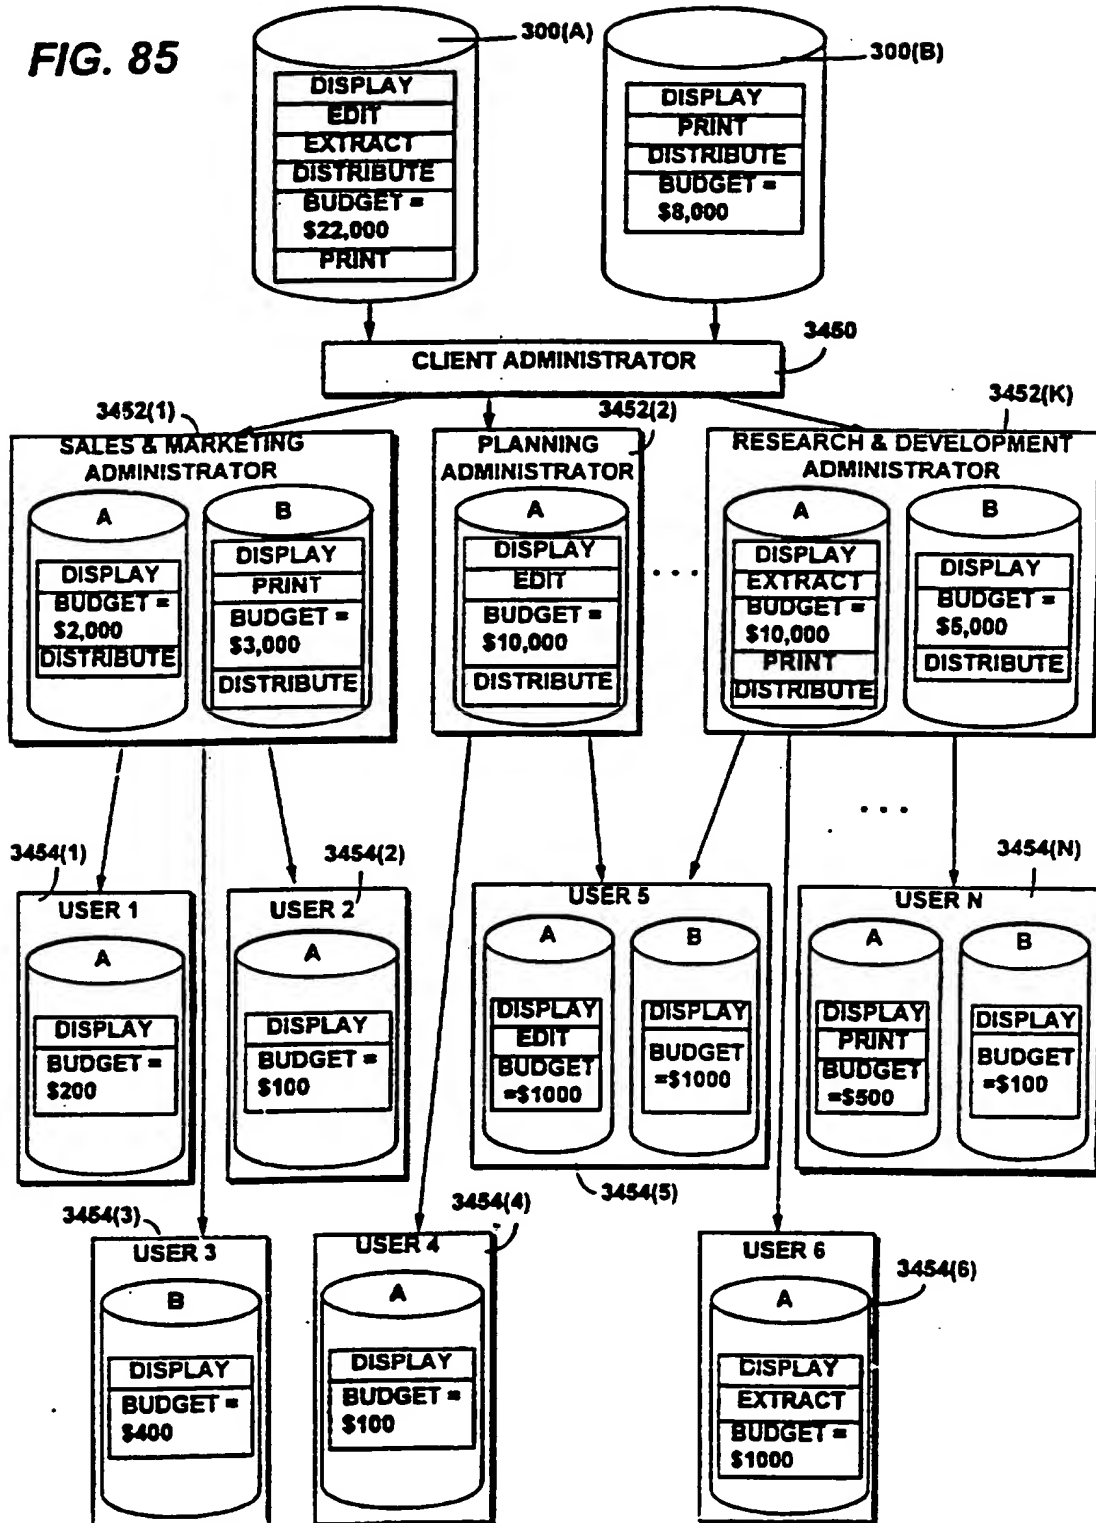 FIG. 85
300(A)
DISPLAY
EDIT
EXTRACT
DISTRIBUTE
BUDGET =
$22,000
PRINT
300(B)
DISPLAY
PRINT
DISTRIBUTE
BUDGET =
$8,000
CLIENT ADMINISTRATOR
3450
3452(1)
SALES & MARKETING
ADMINISTRATOR
A
DISPLAY
BUDGET =
$2,000
DISTRIBUTE
B
DISPLAY
PRINT
BUDGET =
$3,000
DISTRIBUTE
3452(2)
PLANNING
ADMINISTRATOR
A
DISPLAY
EDIT
BUDGET =
$10,000
DISTRIBUTE
. . .
3452(K)
RESEARCH & DEVELOPMENT
ADMINISTRATOR
A
DISPLAY
EXTRACT
BUDGET =
$10,000
PRINT
DISTRIBUTE
B
DISPLAY
BUDGET =
$5,000
DISTRIBUTE
. . .
3454(1)
USER 1
A
DISPLAY
BUDGET =
$200
3454(2)
USER 2
A
DISPLAY
BUDGET =
$100
USER 5
A
DISPLAY
EDIT
BUDGET
=$1000
B
DISPLAY
BUDGET
=$1000
3454(5)
3454(N)
USER N
A
DISPLAY
PRINT
BUDGET
=$500
B
DISPLAY
BUDGET
=$100
3454(3)
USER 3
B
DISPLAY
BUDGET =
$400
3454(4)
USER 4
A
DISPLAY
BUDGET =
$100
USER 6
3454(6)
A
DISPLAY
EXTRACT
BUDGET =
$1000